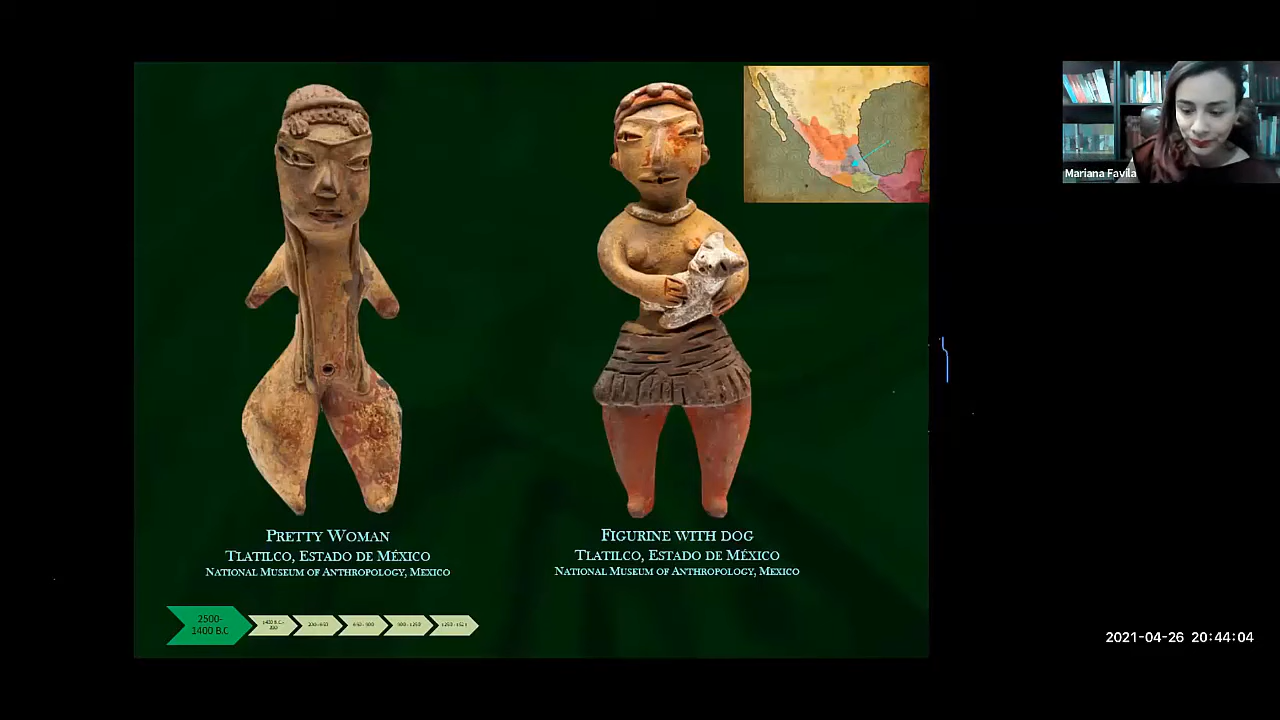 Mariana Favila
PRETTY WOMAN
TLATILCO, ESTADO DE MÉXICO
NATIONAL MUSEUM OF ANTHROPOLOGY, MEXICO
FIGURINE WITH DOG
TLATILCO, ESTADO DE MÉXICO
NATIONAL MUSEUM OF ANTHROPOLOGY, MEXICO
2500-
1400 B.C
2021-04-26 20:44:04